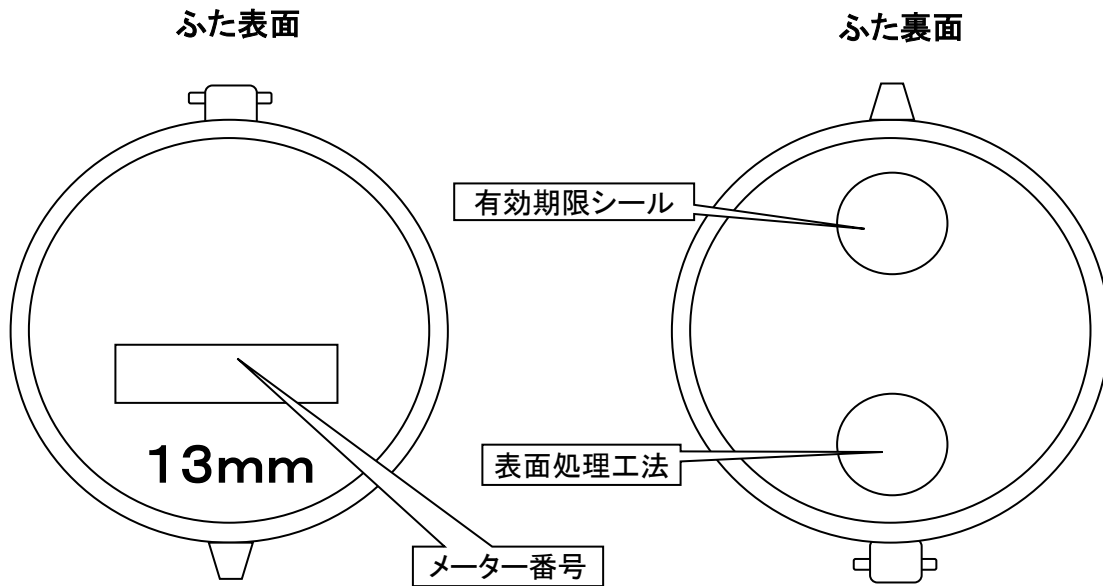 ふた表面
ふた裏面
有効期限シール
13mm
表面処理工法
メーター番号